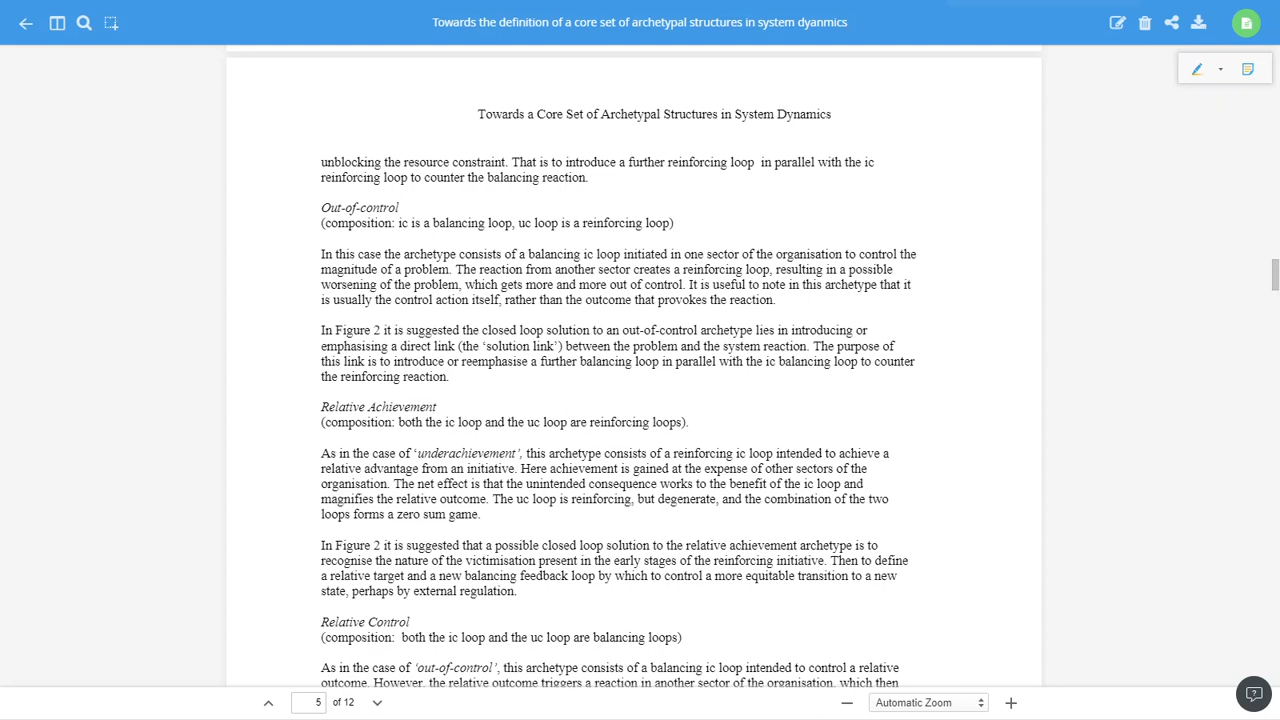 Towards the definition of a core set of archetypal structures in system dyanmics
Towards a Core Set of Archetypal Structures in System Dynamics
unblocking the resource constraint. That is to introduce a further reinforcing loop  in parallel with the ic
reinforcing loop to counter the balancing reaction.
Out-of-control
(composition: ic is a balancing loop, uc loop is a reinforcing loop)
In this case the archetype consists of a balancing ic loop initiated in one sector of the organisation to control the
magnitude of a problem. The reaction from another sector creates a reinforcing loop, resulting in a possible
worsening of the problem, which gets more and more out of control. It is useful to note in this archetype that it
is usually the control action itself, rather than the outcome that provokes the reaction.
In Figure 2 it is suggested the closed loop solution to an out-of-control archetype lies in introducing or
emphasising a direct link (the ‘solution link’) between the problem and the system reaction. The purpose of
this link is to introduce or reemphasise a further balancing loop in parallel with the ic balancing loop to counter
the reinforcing reaction.
Relative Achievement
(composition: both the ic loop and the uc loop are reinforcing loops).
As in the case of ‘underachievement’, this archetype consists of a reinforcing ic loop intended to achieve a
relative advantage from an initiative. Here achievement is gained at the expense of other sectors of the
organisation. The net effect is that the unintended consequence works to the benefit of the ic loop and
magnifies the relative outcome. The uc loop is reinforcing, but degenerate, and the combination of the two
loops forms a zero sum game.
In Figure 2 it is suggested that a possible closed loop solution to the relative achievement archetype is to
recognise the nature of the victimisation present in the early stages of the reinforcing initiative. Then to define
a relative target and a new balancing feedback loop by which to control a more equitable transition to a new
state, perhaps by external regulation.
Relative Control
(composition:  both the ic loop and the uc loop are balancing loops)
As in the case of ‘out-of-control’, this archetype consists of a balancing ic loop intended to control a relative
outcome. However, the relative outcome triggers a reaction in another sector of the organisation, which then
5 of 12
Automatic Zoom